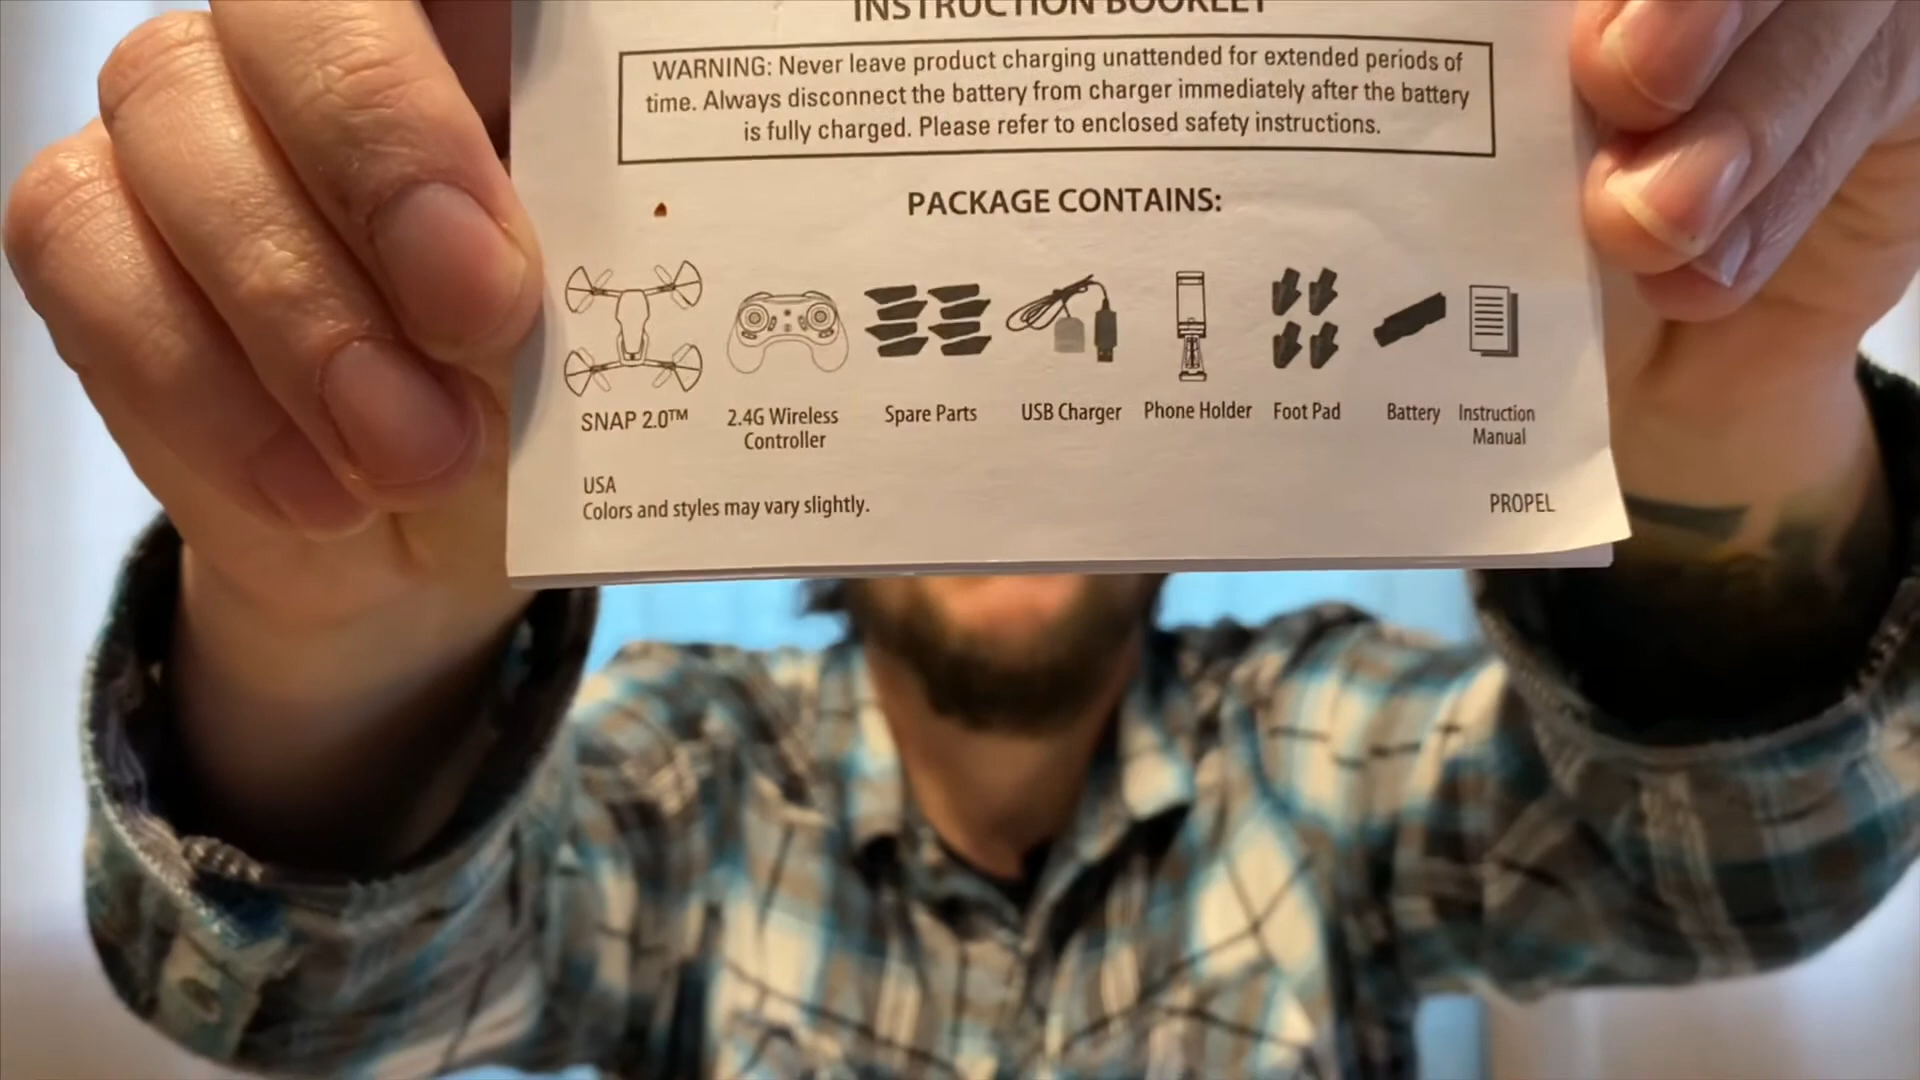 INSTRUCTION BOOKLET
WARNING: Never leave product charging unattended for extended periods of
time. Always disconnect the battery from charger immediately after the battery
is fully charged. Please refer to enclosed safety instructions.
PACKAGE CONTAINS:
SNAP 2.0™
2.4G Wireless
Controller
Spare Parts
USB Charger
Phone Holder
Foot Pad
Battery
Instruction
Manual
USA
Colors and styles may vary slightly.
PROPEL